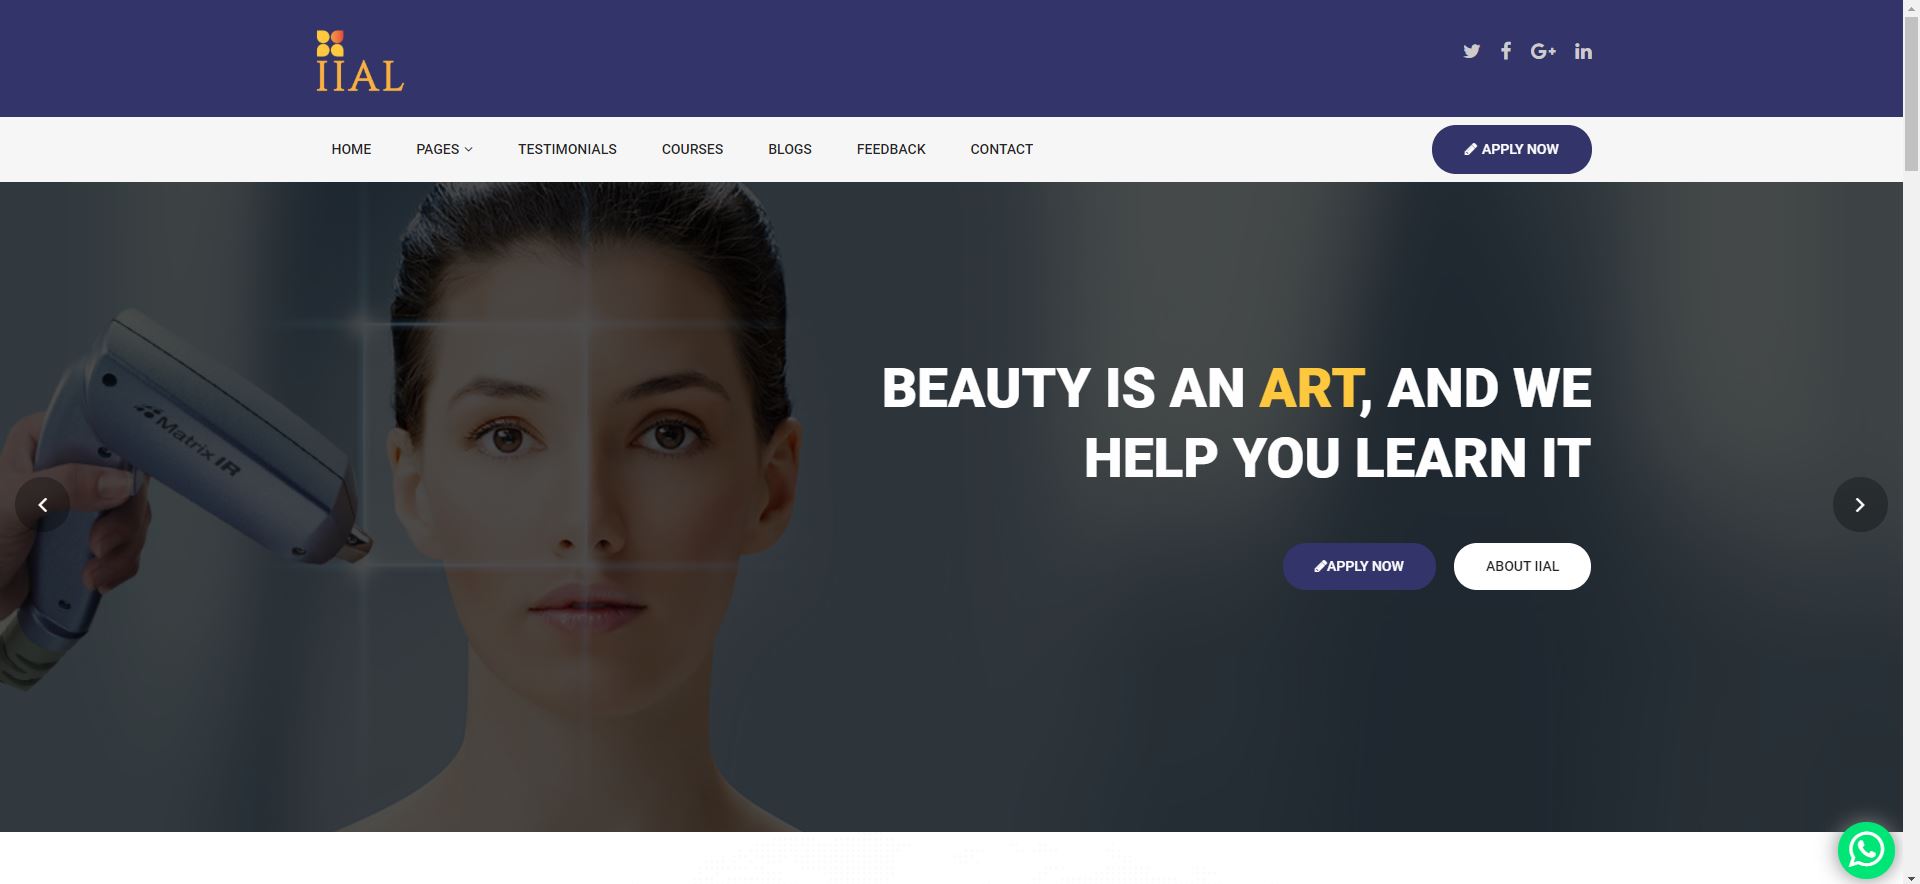 IIAL
HOME PAGES TESTIMONIALS COURSES BLOGS FEEDBACK CONTACT APPLY NOW
Matrix IR
BEAUTY IS AN ART, AND WE
HELP YOU LEARN IT
APPLY NOW ABOUT IIAL